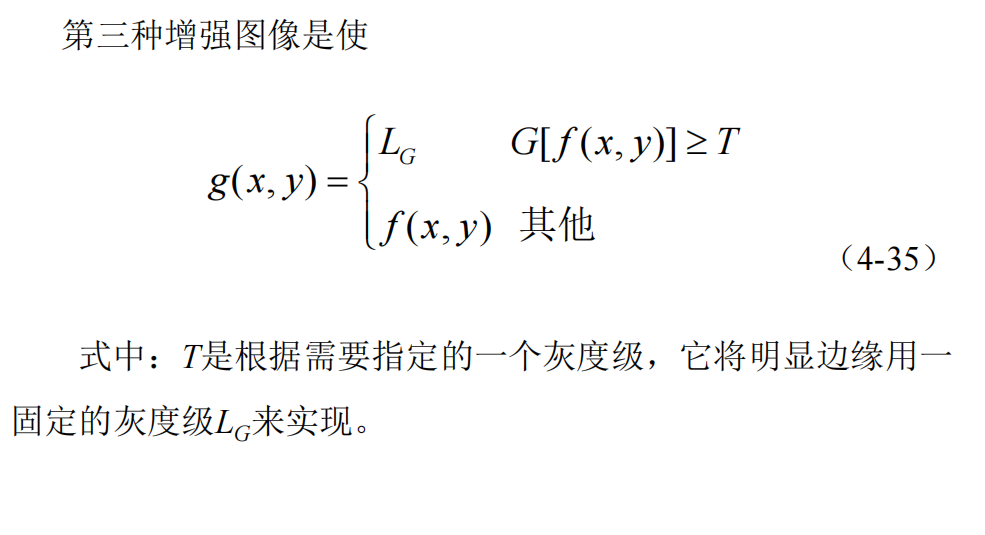 第三种增强图像是使
g(x, y) = { L_G    G[f(x, y)] ≥ T
f(x, y)  其他
（4-35）
式中：T是根据需要指定的一个灰度级，它将明显边缘用一
固定的灰度级L_G来实现。